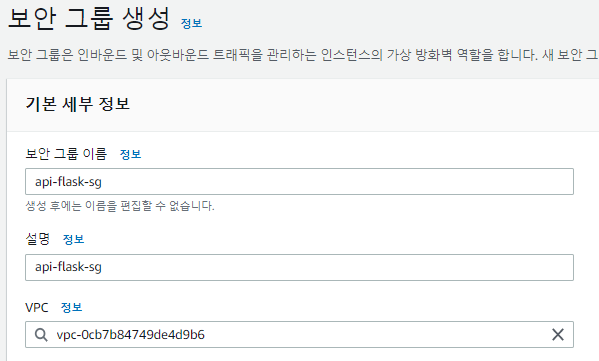 보안 그룹 생성 정보
보안 그룹은 인바운드 및 아웃바운드 트래픽을 관리하는 인스턴스의 가상 방화벽 역할을 합니다. 새 보안 그
기본 세부 정보
보안 그룹 이름 정보
api-flask-sg
생성 후에는 이름을 편집할 수 없습니다.
설명 정보
api-flask-sg
VPC 정보
vpc-0cb7b84749de4d9b6